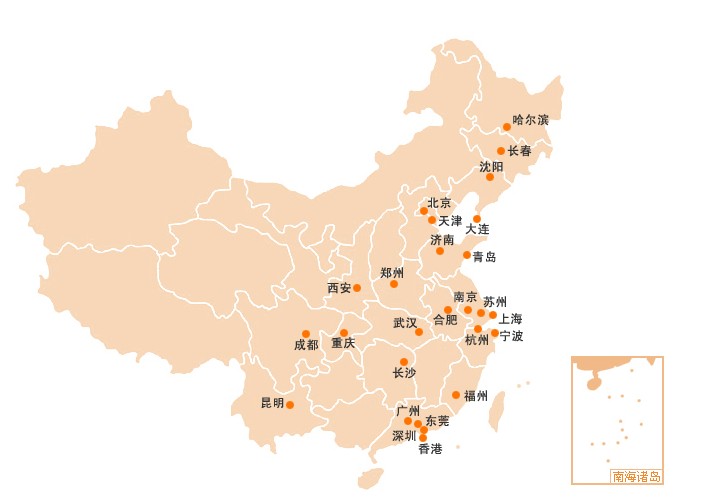 哈尔滨
长春
沈阳
北京
天津
大连
济南
青岛
郑州
西安
南京
苏州
合肥
上海
武汉
杭州
宁波
成都
重庆
长沙
福州
昆明
广州
东莞
深圳
香港
南海诸岛